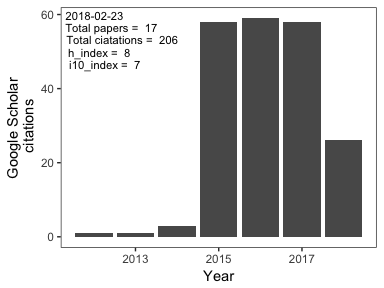 2018-02-23
Total papers = 17
Total ciatations = 206
h_index = 8
i10_index = 7
60
40
20
0
Google Scholar
citations
2013
2015
2017
Year